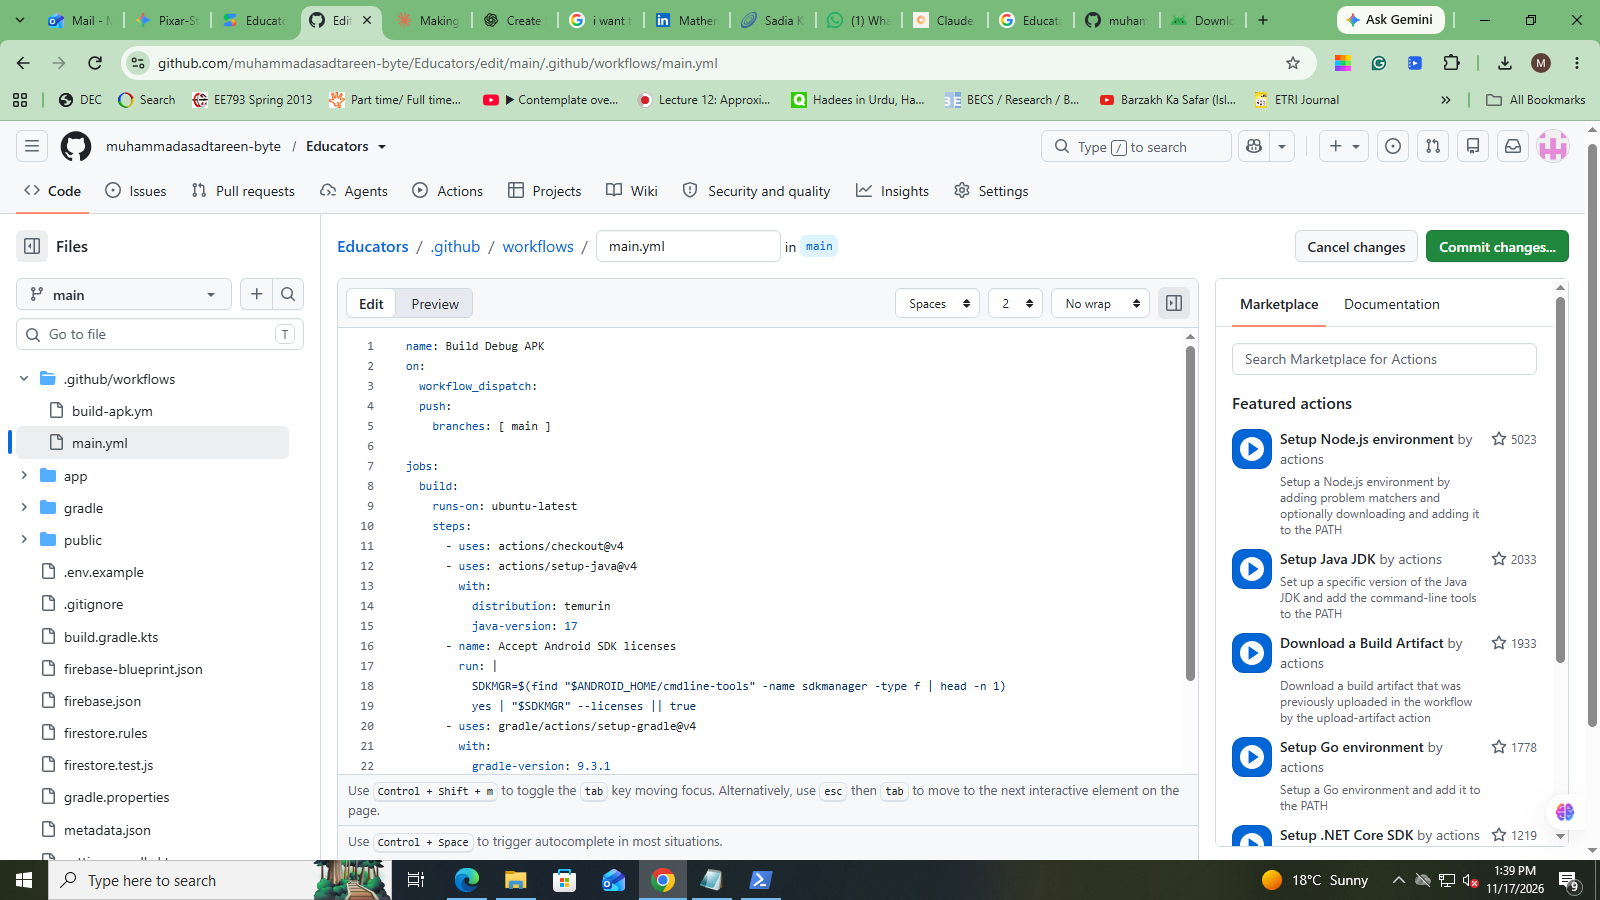 Mail - M
Pixar-St
Educato
Edit
Making
Create
i want t
Mathen
Sadia K
(1) Wha
Claude
Educato
muham
Downlo
Ask Gemini
github.com/muhammadasadtareen-byte/Educators/edit/main/.github/workflows/main.yml
M
DEC
Search
EE793 Spring 2013
Part time/ Full time...
▶ Contemplate ove...
Lecture 12: Approxi...
Hadees in Urdu, Ha...
BECS / Research / B...
Barzakh Ka Safar (Isl...
ETRI Journal
»
All Bookmarks
muhammadasadtareen-byte / Educators
Type / to search
Code
Issues
Pull requests
Agents
Actions
Projects
Wiki
Security and quality
Insights
Settings
Files
main
Go to file
T
.github/workflows
build-apk.ym
main.yml
app
gradle
public
.env.example
.gitignore
build.gradle.kts
firebase-blueprint.json
firebase.json
firestore.rules
firestore.test.js
gradle.properties
metadata.json
Educators / .github / workflows / main.yml in main
Cancel changes
Commit changes...
Edit
Preview
Spaces
2
No wrap
1 name: Build Debug APK
2 on:
3 workflow_dispatch:
4 push:
5 branches: [ main ]
6
7 jobs:
8 build:
9 runs-on: ubuntu-latest
10 steps:
11 - uses: actions/checkout@v4
12 - uses: actions/setup-java@v4
13 with:
14 distribution: temurin
15 java-version: 17
16 - name: Accept Android SDK licenses
17 run: |
18 SDKMGR=$(find "$ANDROID_HOME/cmdline-tools" -name sdkmanager -type f | head -n 1)
19 yes | "$SDKMGR" --licenses || true
20 - uses: gradle/actions/setup-gradle@v4
21 with:
22 gradle-version: 9.3.1
Use Control + Shift + m to toggle the tab key moving focus. Alternatively, use esc then tab to move to the next interactive element on the
page.
Use Control + Space to trigger autocomplete in most situations.
Marketplace
Documentation
Search Marketplace for Actions
Featured actions
Setup Node.js environment by
actions
5023
Setup a Node.js environment by
adding problem matchers and
optionally downloading and adding it
to the PATH
Setup Java JDK by actions
2033
Set up a specific version of the Java
JDK and add the command-line tools
to the PATH
Download a Build Artifact by
actions
1933
Download a build artifact that was
previously uploaded in the workflow
by the upload-artifact action
Setup Go environment by
actions
1778
Setup a Go environment and add it to
the PATH
Setup .NET Core SDK by actions
1219
Type here to search
18°C Sunny
1:39 PM
11/17/2026
9